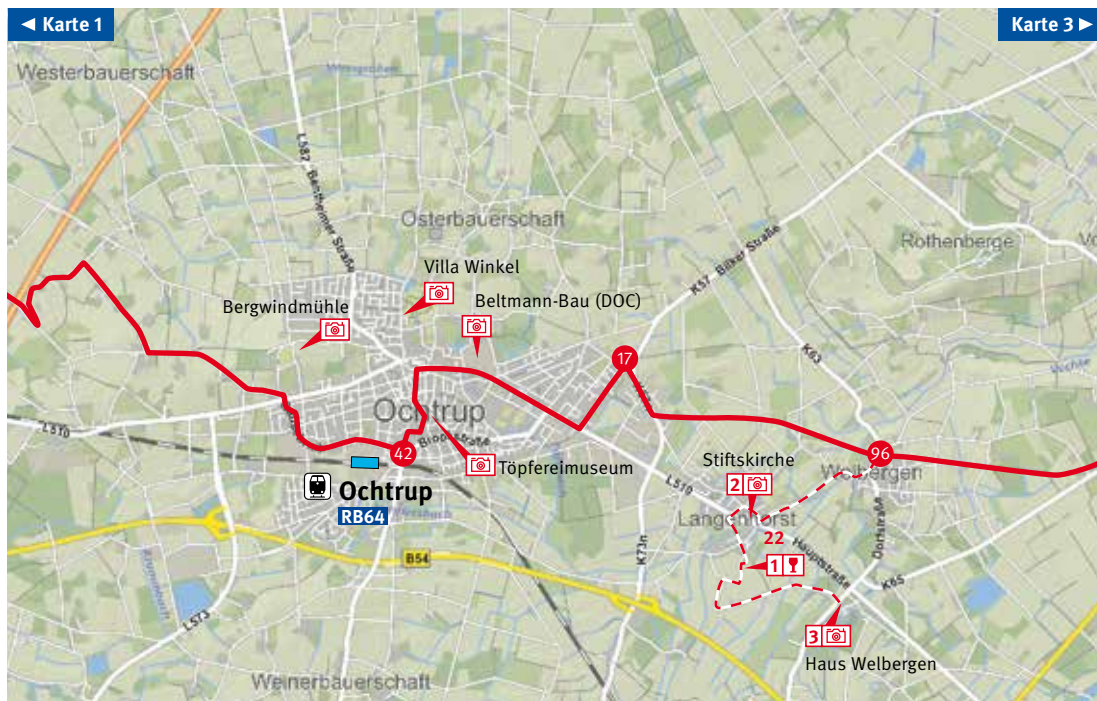 ◄ Karte 1
Karte 3 ►
Westerbauerschaft
L582 Bentheimer Straße
Osterbauerschaft
K57 Bilker Straße
Rothenberge
Villa Winkel
Beltmann-Bau (DOC)
Bergwindmühle
17
K63
Vechte
Ochtrup
L510
Brookstraße
42
Töpfereimuseum
96
Welbergen
Stiftskirche
2
L510
Ochtrup
RB64
Langenhorst
22
Hauptstraße
Dorfstraße
K73n
B54
1
K65
L573
3
Haus Welbergen
Weinerbauerschaft